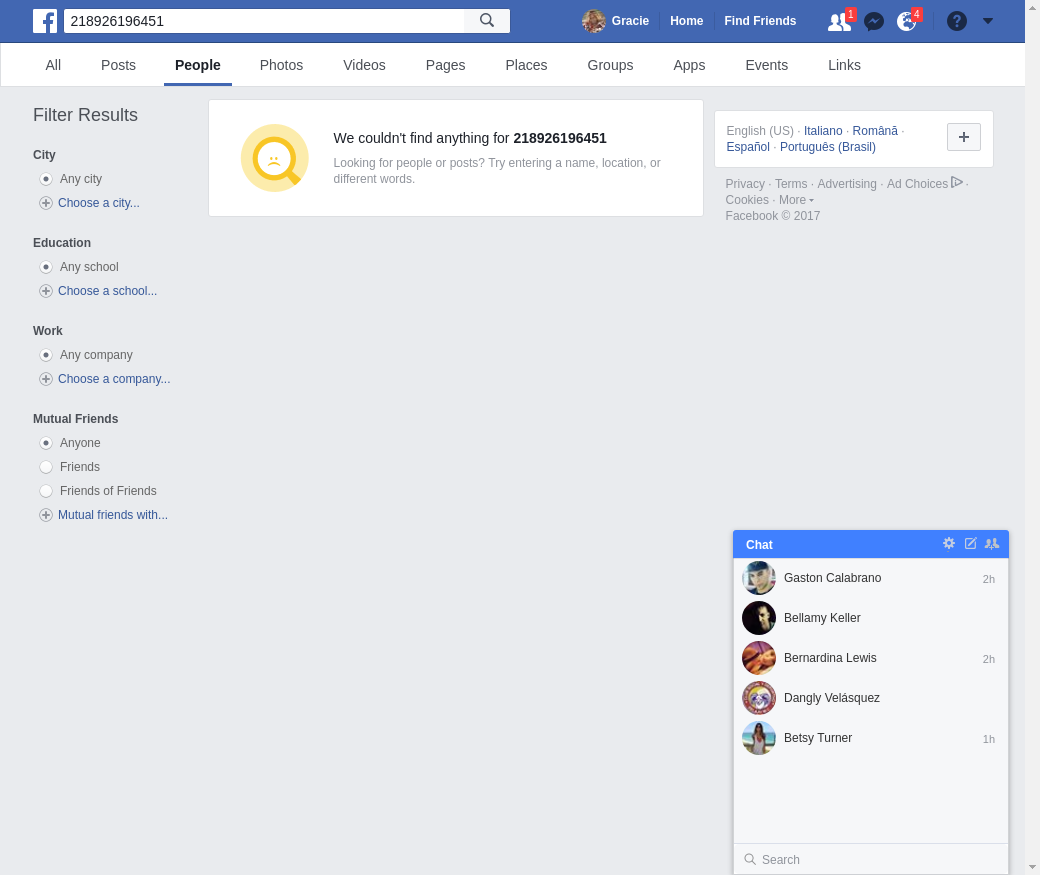 218926196451
Gracie
Home
Find Friends
1
4
All
Posts
People
Photos
Videos
Pages
Places
Groups
Apps
Events
Links
Filter Results
City
Any city
Choose a city...
Education
Any school
Choose a school...
Work
Any company
Choose a company...
Mutual Friends
Anyone
Friends
Friends of Friends
Mutual friends with...
We couldn't find anything for 218926196451
Looking for people or posts? Try entering a name, location, or
different words.
English (US) · Italiano · Română ·
Español · Português (Brasil)
Privacy · Terms · Advertising · Ad Choices ·
Cookies · More
Facebook © 2017
Chat
Gaston Calabrano 2h
Bellamy Keller
Bernardina Lewis 2h
Dangly Velásquez
Betsy Turner 1h
Search